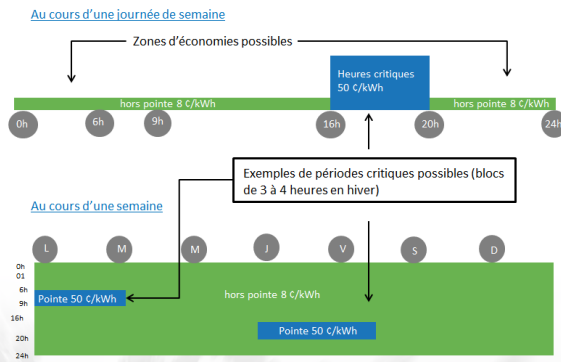 Au cours d'une journée de semaine
Zones d'économies possibles
Heures critiques
50 ¢/kWh
hors pointe 8 ¢/kWh
hors pointe 8 ¢/kWh
0h
6h
9h
16h
20h
24h
Exemples de périodes critiques possibles (blocs
de 3 à 4 heures en hiver)
Au cours d'une semaine
L
M
M
J
V
S
D
0h
01
6h
9h
16h
20h
24h
Pointe 50 ¢/kWh
hors pointe 8 ¢/kWh
Pointe 50 ¢/kWh